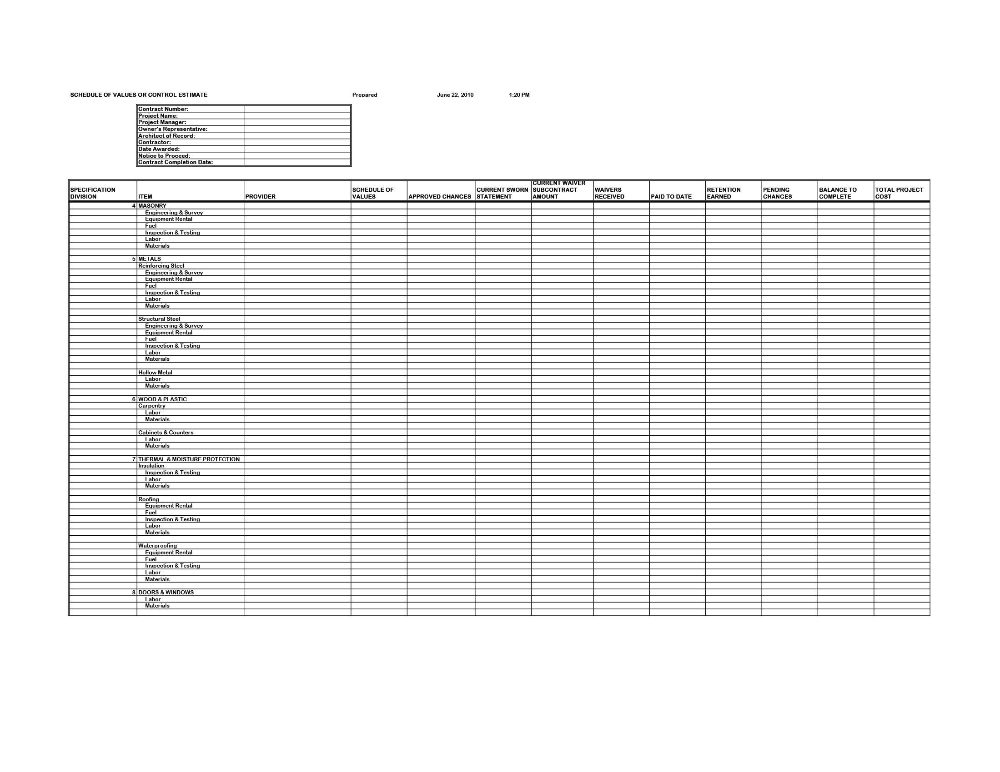 SCHEDULE OF VALUES OR CONTROL ESTIMATE Prepared June 22, 2010 1:20 PM
Contract Number:
Project Name:
Project Manager:
Owner's Representative:
Architect of Record:
Contractor:
Date Awarded:
Notice to Proceed:
Contract Completion Date:
SPECIFICATION DIVISION ITEM PROVIDER SCHEDULE OF VALUES APPROVED CHANGES CURRENT SWORN STATEMENT CURRENT WAIVER SUBCONTRACT AMOUNT WAIVERS RECEIVED PAID TO DATE RETENTION EARNED PENDING CHANGES BALANCE TO COMPLETE TOTAL PROJECT COST
4 MASONRY
Engineering & Survey
Equipment Rental
Fuel
Inspection & Testing
Labor
Materials
5 METALS
Reinforcing Steel
Engineering & Survey
Equipment Rental
Fuel
Inspection & Testing
Labor
Materials
Structural Steel
Engineering & Survey
Equipment Rental
Fuel
Inspection & Testing
Labor
Materials
Hollow Metal
Labor
Materials
6 WOOD & PLASTIC
Carpentry
Labor
Materials
Cabinets & Counters
Labor
Materials
7 THERMAL & MOISTURE PROTECTION
Insulation
Inspection & Testing
Labor
Materials
Roofing
Equipment Rental
Fuel
Inspection & Testing
Labor
Materials
Waterproofing
Equipment Rental
Fuel
Inspection & Testing
Labor
Materials
8 DOORS & WINDOWS
Labor
Materials